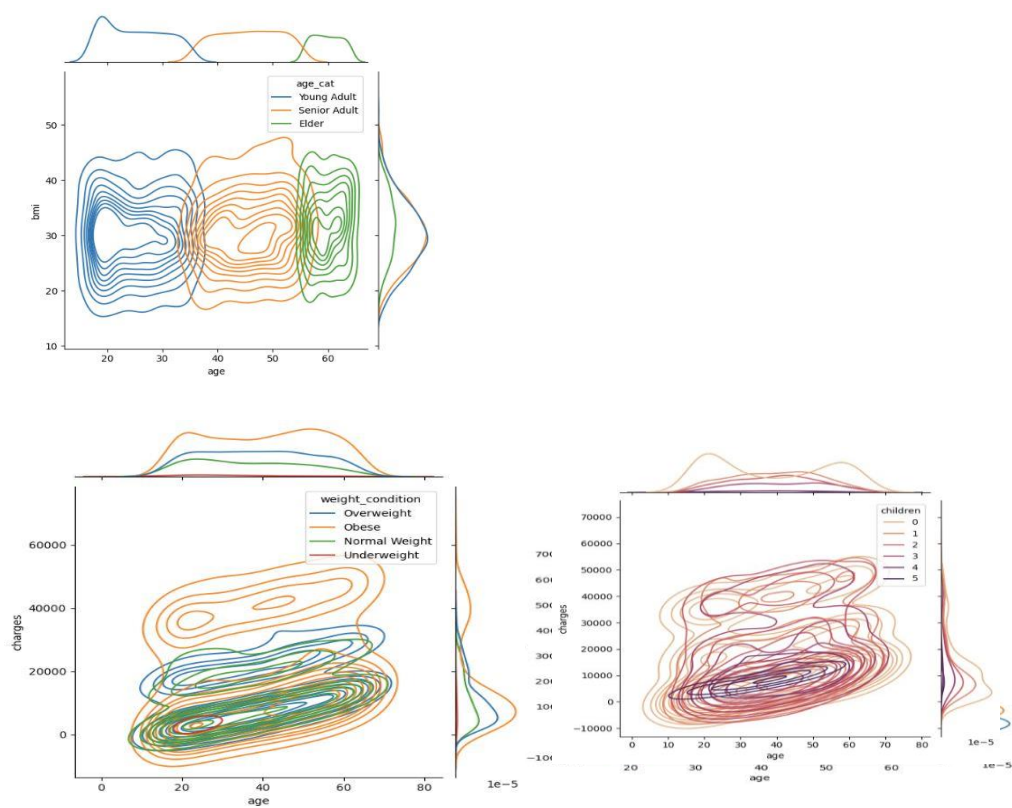 age_cat
Young Adult
Senior Adult
Elder
50
40
30
20
10
bmi
20 30 40 50 60
age
weight_condition
Overweight
Obese
Normal Weight
Underweight
60000
40000
20000
0
charges
0 20 40 60 80
age
1e-5
children
0
1
2
3
4
5
70000
60000
50000
40000
30000
20000
10000
0
-10000
charges
0 10 20 30 40 50 60 70 80
age
1e-5
20 30 40 50 60
age
1e-5